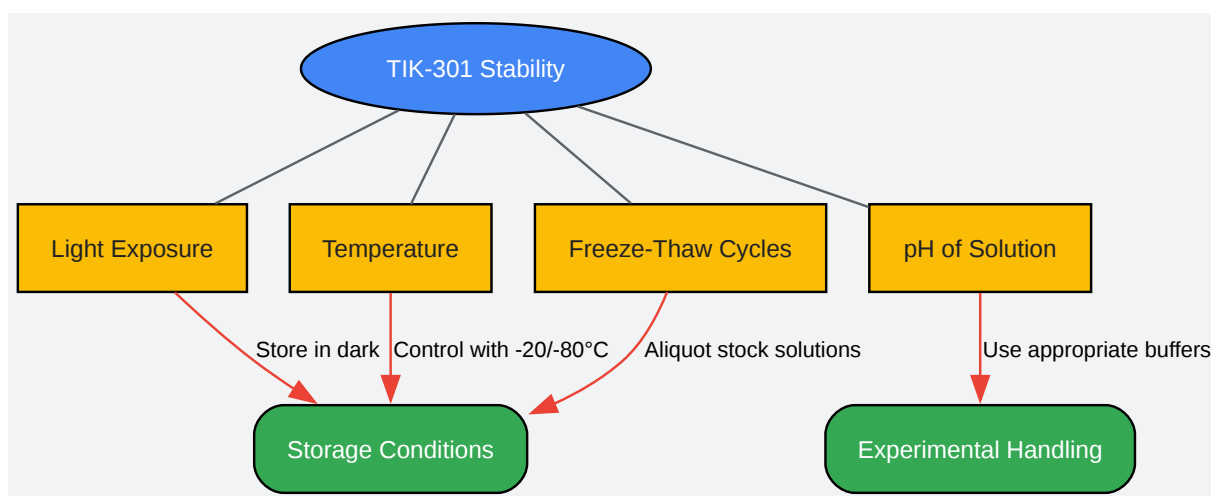 TIK-301 Stability
Light Exposure
Temperature
Freeze-Thaw Cycles
pH of Solution
Store in dark
Control with -20/-80°C
Aliquot stock solutions
Use appropriate buffers
Storage Conditions
Experimental Handling